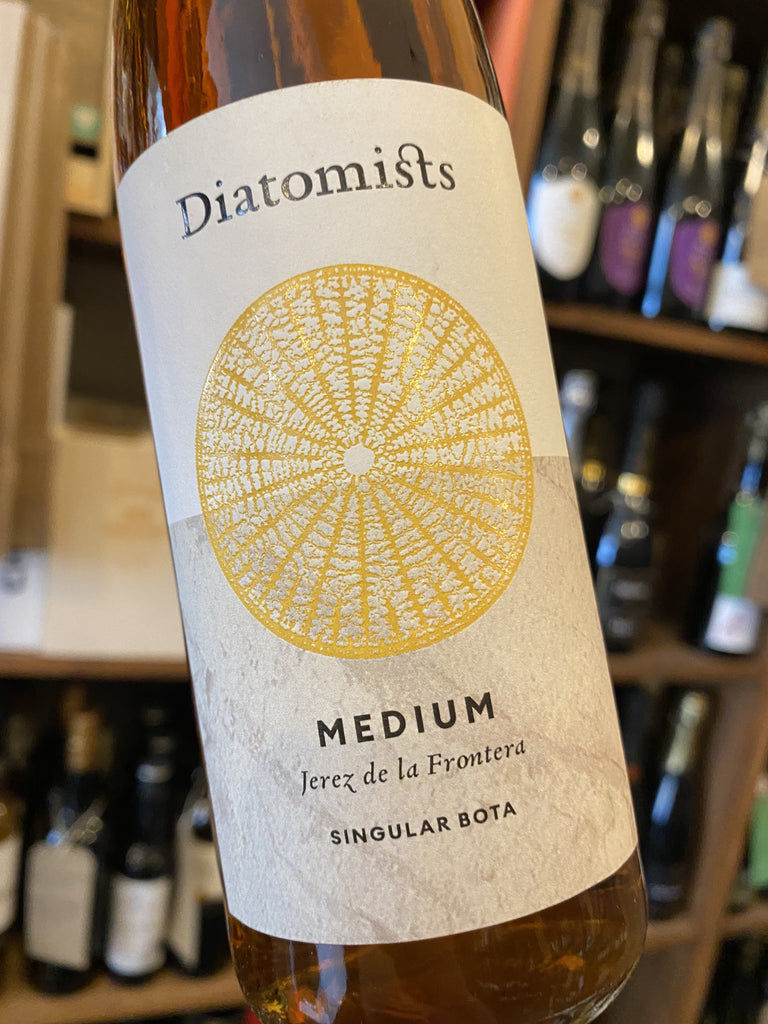 Diatomists
MEDIUM
Jerez de la Frontera
SINGULAR BOTA